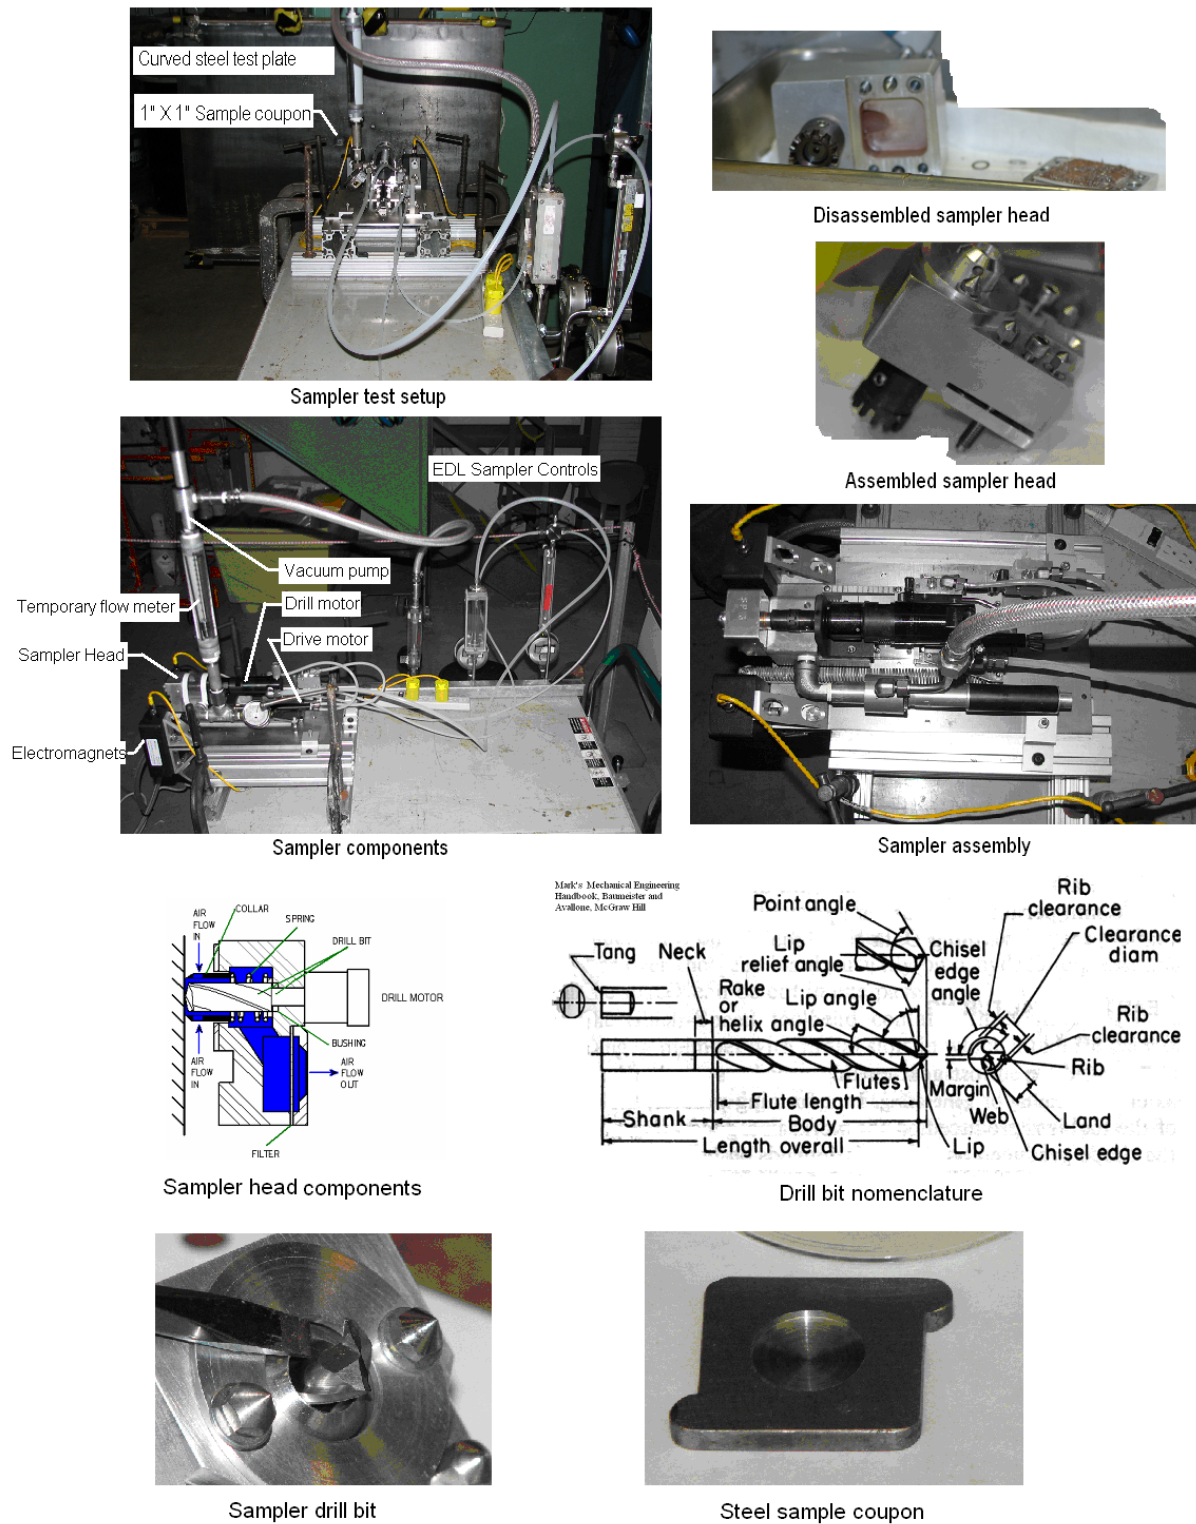 Curved steel test plate
1" X 1" Sample coupon
Sampler test setup
Disassembled sampler head
Assembled sampler head
EDL Sampler Controls
Vacuum pump
Temporary flow meter
Drill motor
Drive motor
Sampler Head
Electromagnets
Sampler components
Sampler assembly
AIR
FLOW
IN
COLLAR
SPRING
DRILL BIT
DRILL MOTOR
BUSHING
AIR
FLOW
IN
AIR
FLOW
OUT
FILTER
Sampler head components
Mark's Mechanical Engineering
Handbook, Baumeister and
Avallone, McGraw Hill
Point angle
Rib
clearance
Clearance
diam
Tang
Neck
Lip
relief angle
Chisel
edge
angle
Rake
or
helix angle
Lip angle
Rib
clearance
Rib
Flutes
Margin
Web
Flute length
Land
Shank
Body
Length overall
Lip
Chisel edge
Drill bit nomenclature
Sampler drill bit
Steel sample coupon